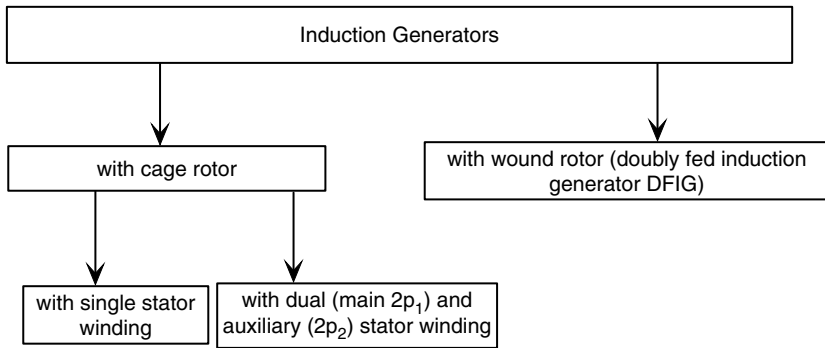 Induction Generators
with cage rotor
with wound rotor (doubly fed induction
generator DFIG)
with single stator
winding
with dual (main 2p₁) and
auxiliary (2p₂) stator winding